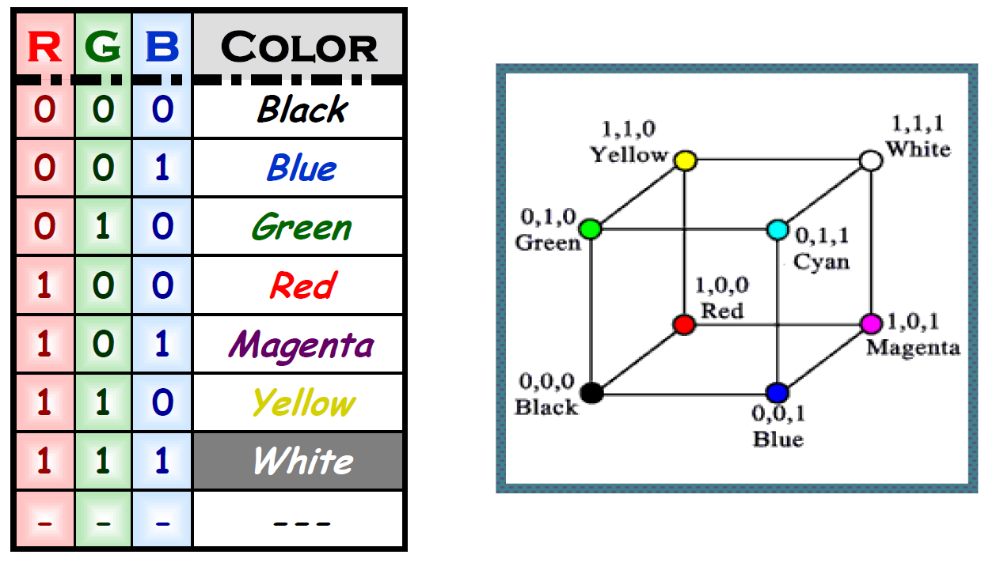 R G B COLOR
0 0 0 Black
0 0 1 Blue
0 1 0 Green
1 0 0 Red
1 0 1 Magenta
1 1 0 Yellow
1 1 1 White
- - - ---
1,1,0
Yellow
1,1,1
White
0,1,0
Green
0,1,1
Cyan
1,0,0
Red
1,0,1
Magenta
0,0,0
Black
0,0,1
Blue